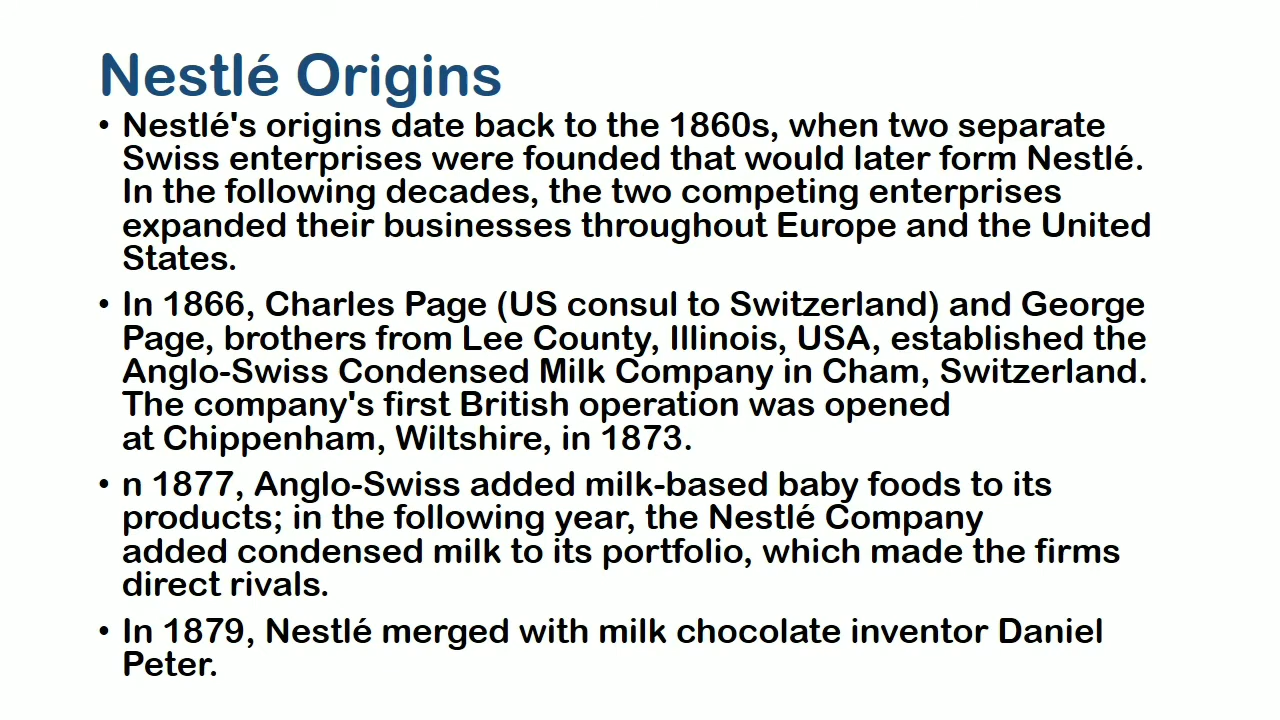 Nestlé Origins
• Nestlé's origins date back to the 1860s, when two separate
Swiss enterprises were founded that would later form Nestlé.
In the following decades, the two competing enterprises
expanded their businesses throughout Europe and the United
States.
• In 1866, Charles Page (US consul to Switzerland) and George
Page, brothers from Lee County, Illinois, USA, established the
Anglo-Swiss Condensed Milk Company in Cham, Switzerland.
The company's first British operation was opened
at Chippenham, Wiltshire, in 1873.
• n 1877, Anglo-Swiss added milk-based baby foods to its
products; in the following year, the Nestlé Company
added condensed milk to its portfolio, which made the firms
direct rivals.
• In 1879, Nestlé merged with milk chocolate inventor Daniel
Peter.